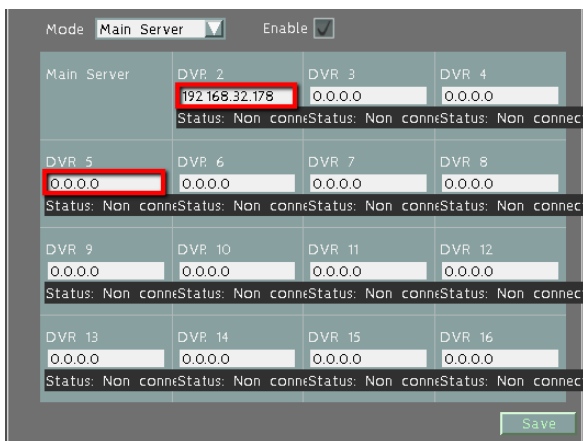 Mode Main Server Enable
Main Server DVR 2 DVR 3 DVR 4
192.168.32.178 0.0.0.0 0.0.0.0
Status: Non conne Status: Non conne Status: Non connec
DVR 5 DVR 6 DVR 7 DVR 8
0.0.0.0 0.0.0.0 0.0.0.0 0.0.0.0
Status: Non conne Status: Non conne Status: Non conne Status: Non connec
DVR 9 DVR 10 DVR 11 DVR 12
0.0.0.0 0.0.0.0 0.0.0.0 0.0.0.0
Status: Non conne Status: Non conne Status: Non conne Status: Non connec
DVR 13 DVR 14 DVR 15 DVR 16
0.0.0.0 0.0.0.0 0.0.0.0 0.0.0.0
Status: Non conne Status: Non conne Status: Non conne Status: Non connec
Save